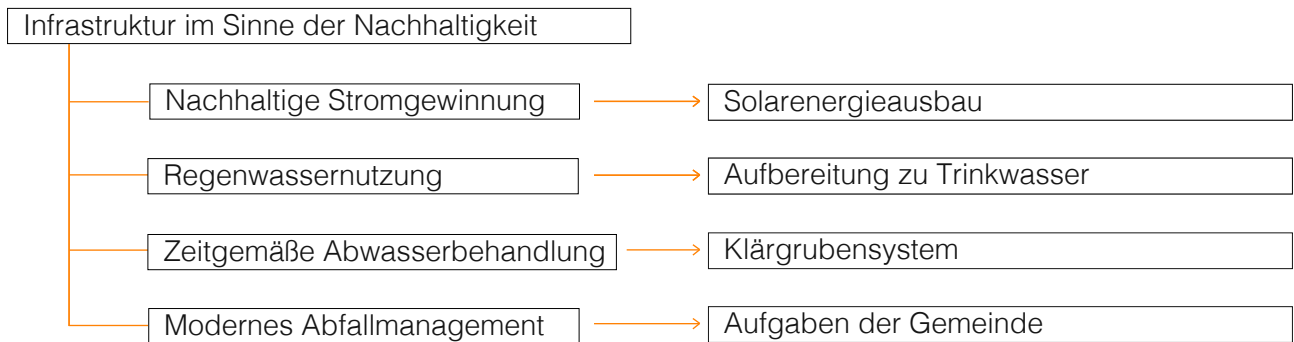 Infrastruktur im Sinne der Nachhaltigkeit
Nachhaltige Stromgewinnung
Solarenergieausbau
Regenwassernutzung
Aufbereitung zu Trinkwasser
Zeitgemäße Abwasserbehandlung
Klärgrubensystem
Modernes Abfallmanagement
Aufgaben der Gemeinde